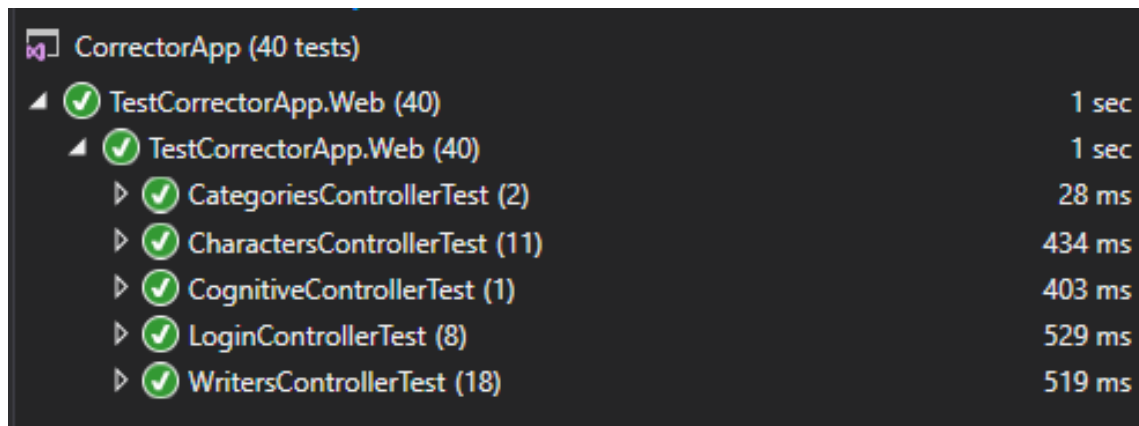 CorrectorApp (40 tests)
TestCorrectorApp.Web (40) 1 sec
TestCorrectorApp.Web (40) 1 sec
CategoriesControllerTest (2) 28 ms
CharactersControllerTest (11) 434 ms
CognitiveControllerTest (1) 403 ms
LoginControllerTest (8) 529 ms
WritersControllerTest (18) 519 ms